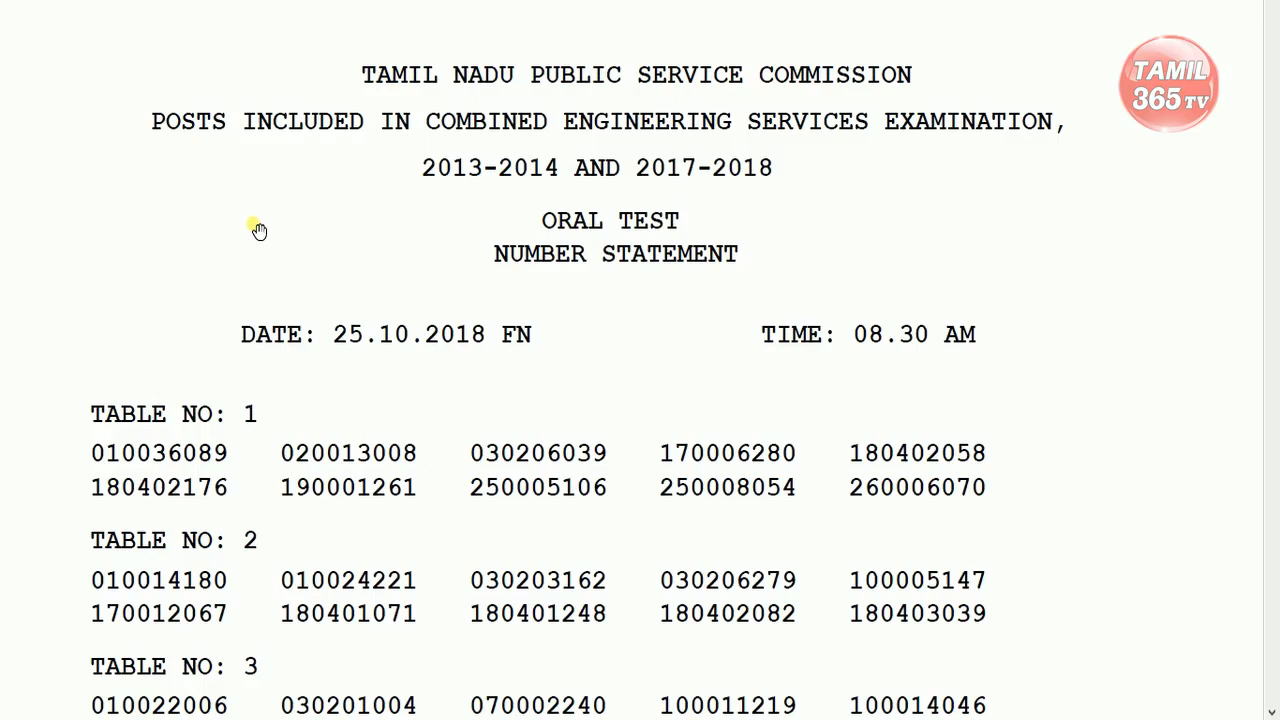 TAMIL NADU PUBLIC SERVICE COMMISSION
POSTS INCLUDED IN COMBINED ENGINEERING SERVICES EXAMINATION,
2013-2014 AND 2017-2018
ORAL TEST
NUMBER STATEMENT
DATE: 25.10.2018 FN TIME: 08.30 AM
TABLE NO: 1
010036089 020013008 030206039 170006280 180402058
180402176 190001261 250005106 250008054 260006070
TABLE NO: 2
010014180 010024221 030203162 030206279 100005147
170012067 180401071 180401248 180402082 180403039
TABLE NO: 3
010022006 030201004 070002240 100011219 100014046
TAMIL
365 TV